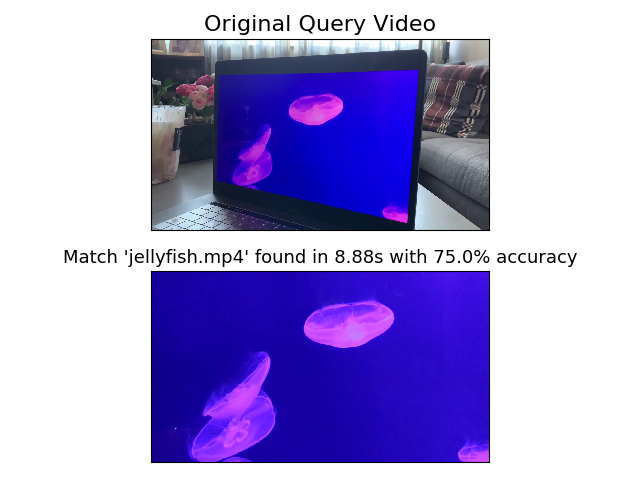 Original Query Video
Match 'jellyfish.mp4' found in 8.88s with 75.0% accuracy